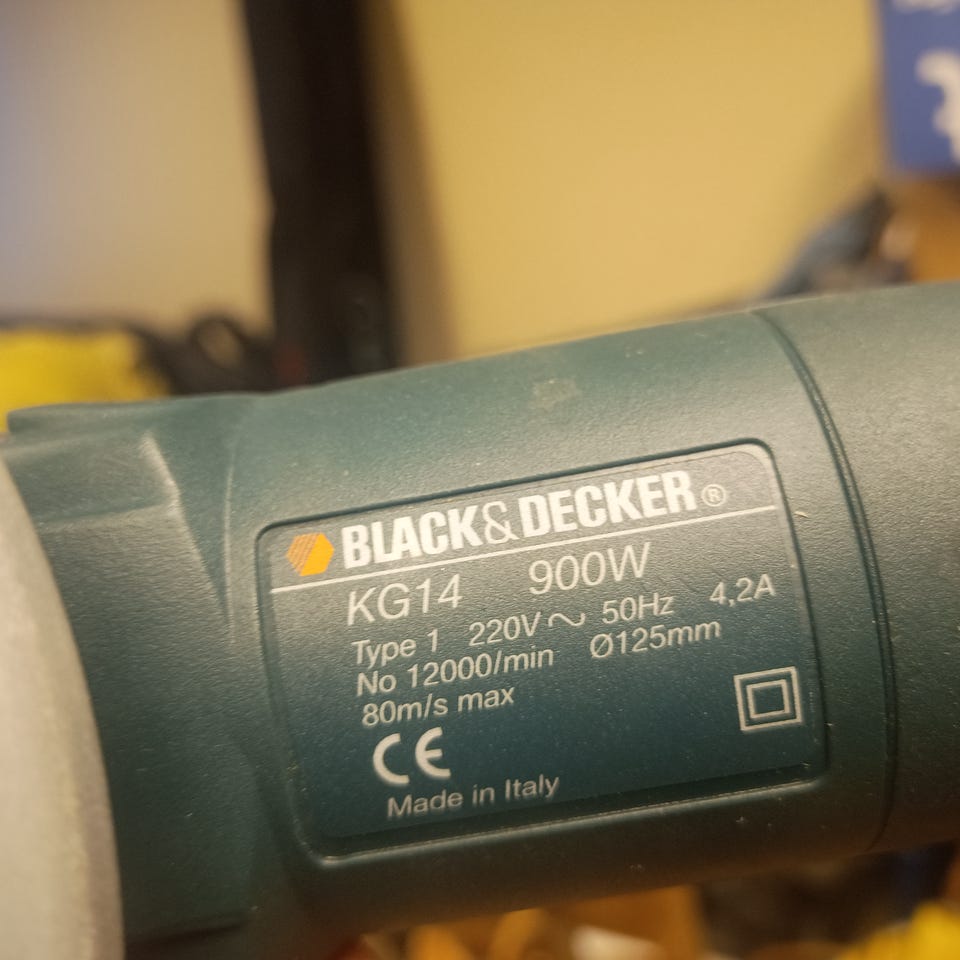 BLACK&DECKER®
KG14 900W
Type 1 220V ~ 50Hz 4,2A
No 12000/min Ø125mm
80m/s max
CE
Made in Italy